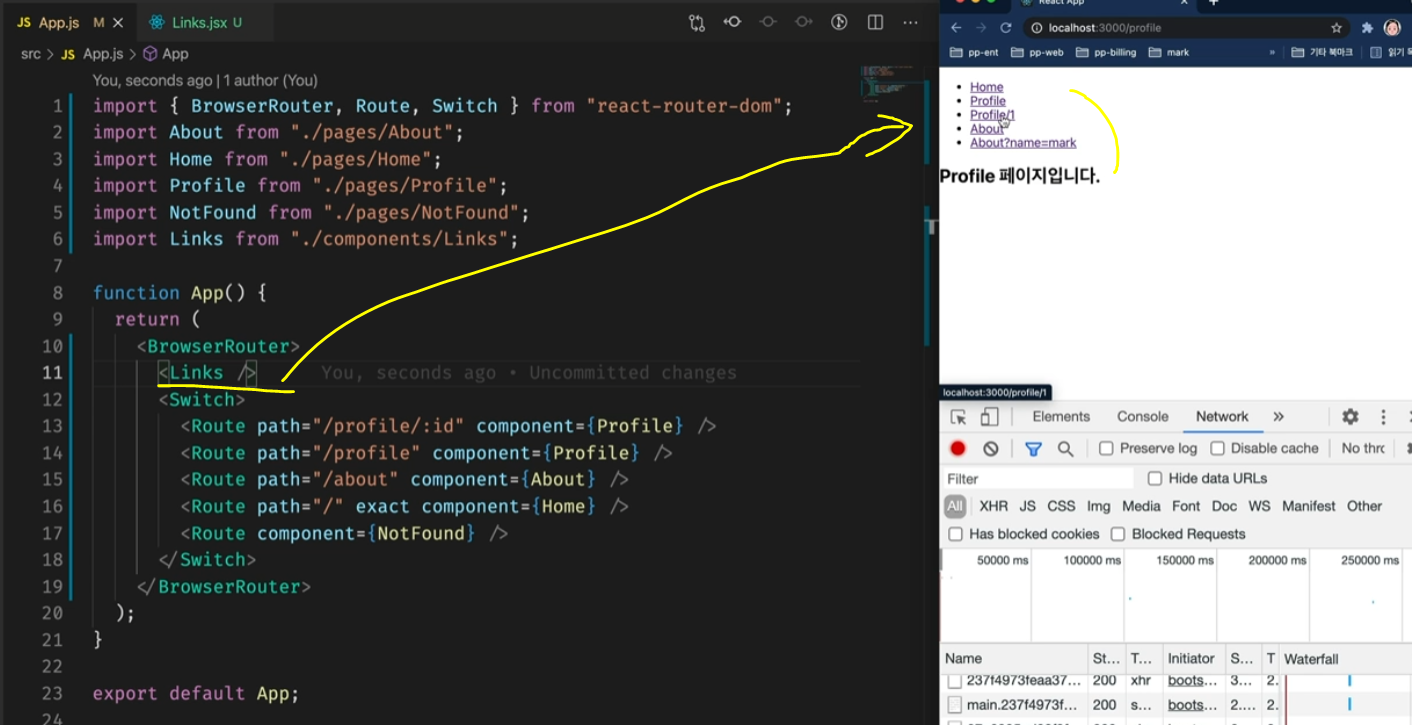 JS App.js M ×
Links.jsx U
src > JS App.js > App
You, seconds ago | 1 author (You)
1 import { BrowserRouter, Route, Switch } from "react-router-dom";
2 import About from "./pages/About";
3 import Home from "./pages/Home";
4 import Profile from "./pages/Profile";
5 import NotFound from "./pages/NotFound";
6 import Links from "./components/Links";
7
8 function App() {
9 return (
10 <BrowserRouter>
11 <Links /> You, seconds ago • Uncommitted changes
12 <Switch>
13 <Route path="/profile/:id" component={Profile} />
14 <Route path="/profile" component={Profile} />
15 <Route path="/about" component={About} />
16 <Route path="/" exact component={Home} />
17 <Route component={NotFound} />
18 </Switch>
19 </BrowserRouter>
20 );
21 }
22
23 export default App;
24
React App
localhost:3000/profile
pp-ent pp-web pp-billing mark » 기타 북마크
Home
Profile
Profile/1
About
About?name=mark
Profile 페이지입니다.
localhost:3000/profile/1
Elements Console Network »
Preserve log Disable cache No thr
Filter Hide data URLs
All XHR JS CSS Img Media Font Doc WS Manifest Other
Has blocked cookies Blocked Requests
50000 ms 100000 ms 150000 ms 200000 ms 250000 ms
Name St... T... Initiator S... T Waterfall
237f4973feaa37... 200 xhr boots... 3... 2.
main.237f4973f... 200 s... boots... 2.... 2.